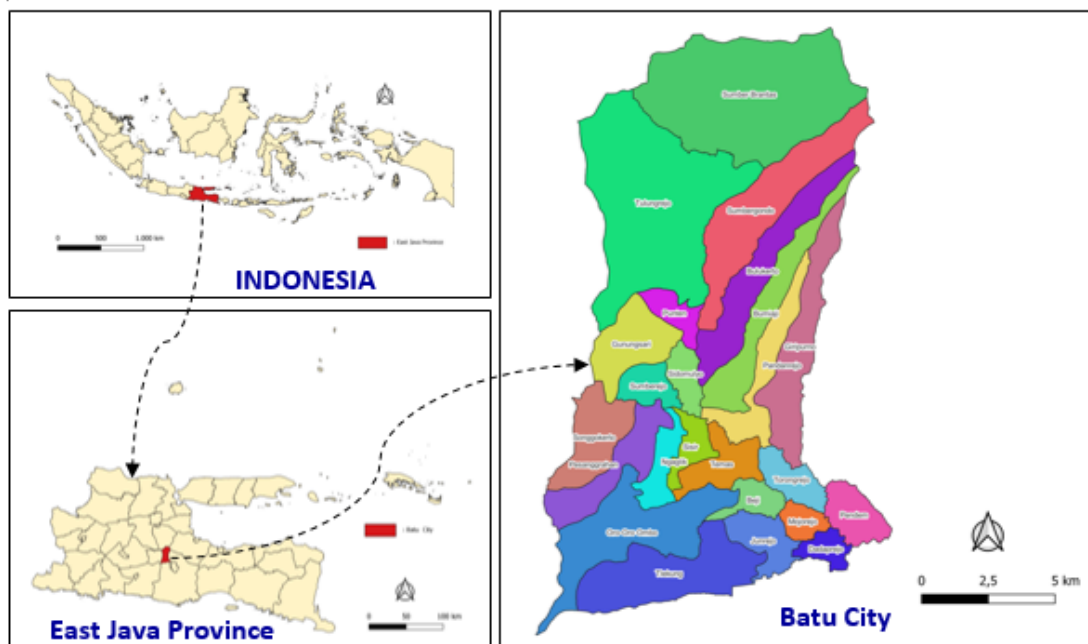 0 500 1.000 km
: East Java Province
INDONESIA
: Batu City
0 50 100 km
East Java Province
Sumber Brantas
Tulungrejo
Sumbergondo
Bulukerto
Punten
Bumiaji
Gunungsari
Giripurno
Pandanrejo
Sidomulyo
Sumberejo
Songgokerto
Pesanggrahan
Sisir
Ngaglik
Temas
Torongrejo
Beji
Pendem
Mojorejo
Oro Oro Ombo
Junrejo
Dadaprejo
Tlekung
0 2,5 5 km
Batu City